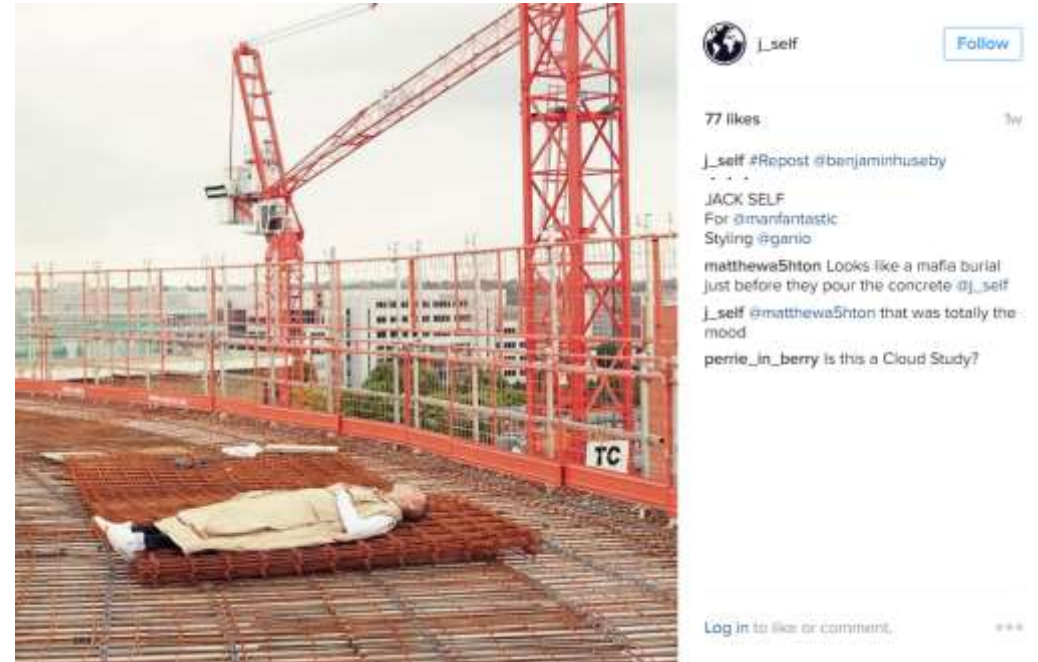 j_self
Follow
77 likes
1w
j_self #Repost @benjaminhuseby
. . . .
JACK SELF
For @manfantastic
Styling @ganio
matthewa5hton Looks like a mafia burial
just before they pour the concrete @j_self
j_self @matthewa5hton that was totally the
mood
perrie_in_berry Is this a Cloud Study?
TC
Log in to like or comment.